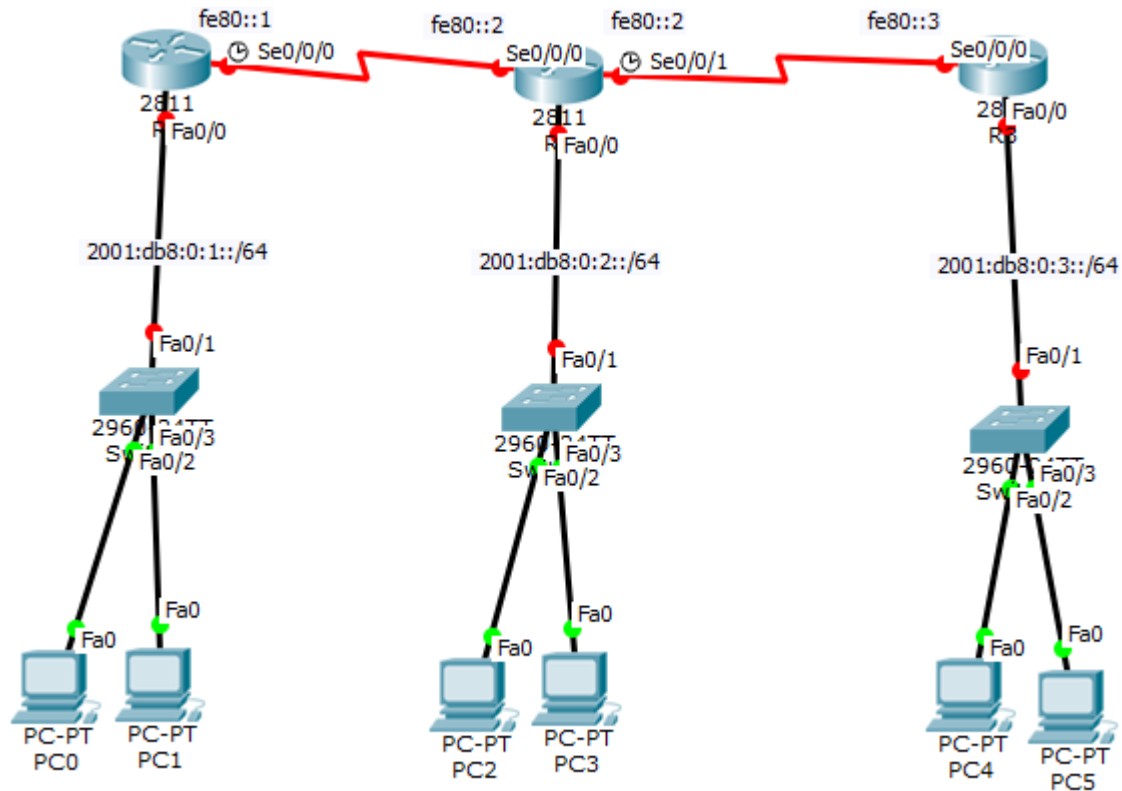 fe80::1
fe80::2
fe80::2
fe80::3
Se0/0/0
Se0/0/0
Se0/0/1
Se0/0/0
2811
Fa0/0
2811
Fa0/0
Fa0/0
R3
2001:db8:0:1::/64
2001:db8:0:2::/64
2001:db8:0:3::/64
Fa0/1
Fa0/1
Fa0/1
Fa0/3
Fa0/2
Fa0/3
Fa0/2
Fa0/3
Fa0/2
Fa0
Fa0
Fa0
Fa0
Fa0
Fa0
PC-PT
PC0
PC-PT
PC1
PC-PT
PC2
PC-PT
PC3
PC-PT
PC4
PC-PT
PC5